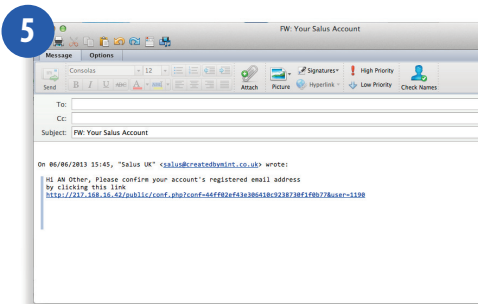 5
FW: Your Salus Account
Message Options
Consolas 12
Send B I U ABC A Attach Picture Signatures Hyperlink High Priority Low Priority Check Names
To:
Cc:
Subject: FW: Your Salus Account
On 06/06/2013 15:45, "Salus UK" <salus@createdbymint.co.uk> wrote:
Hi AN Other, Please confirm your account's registered email address
by clicking this link
http://217.168.16.42/public/conf.php?conf=44ff02ef43e306410c9238730f1f0b77&user=1190